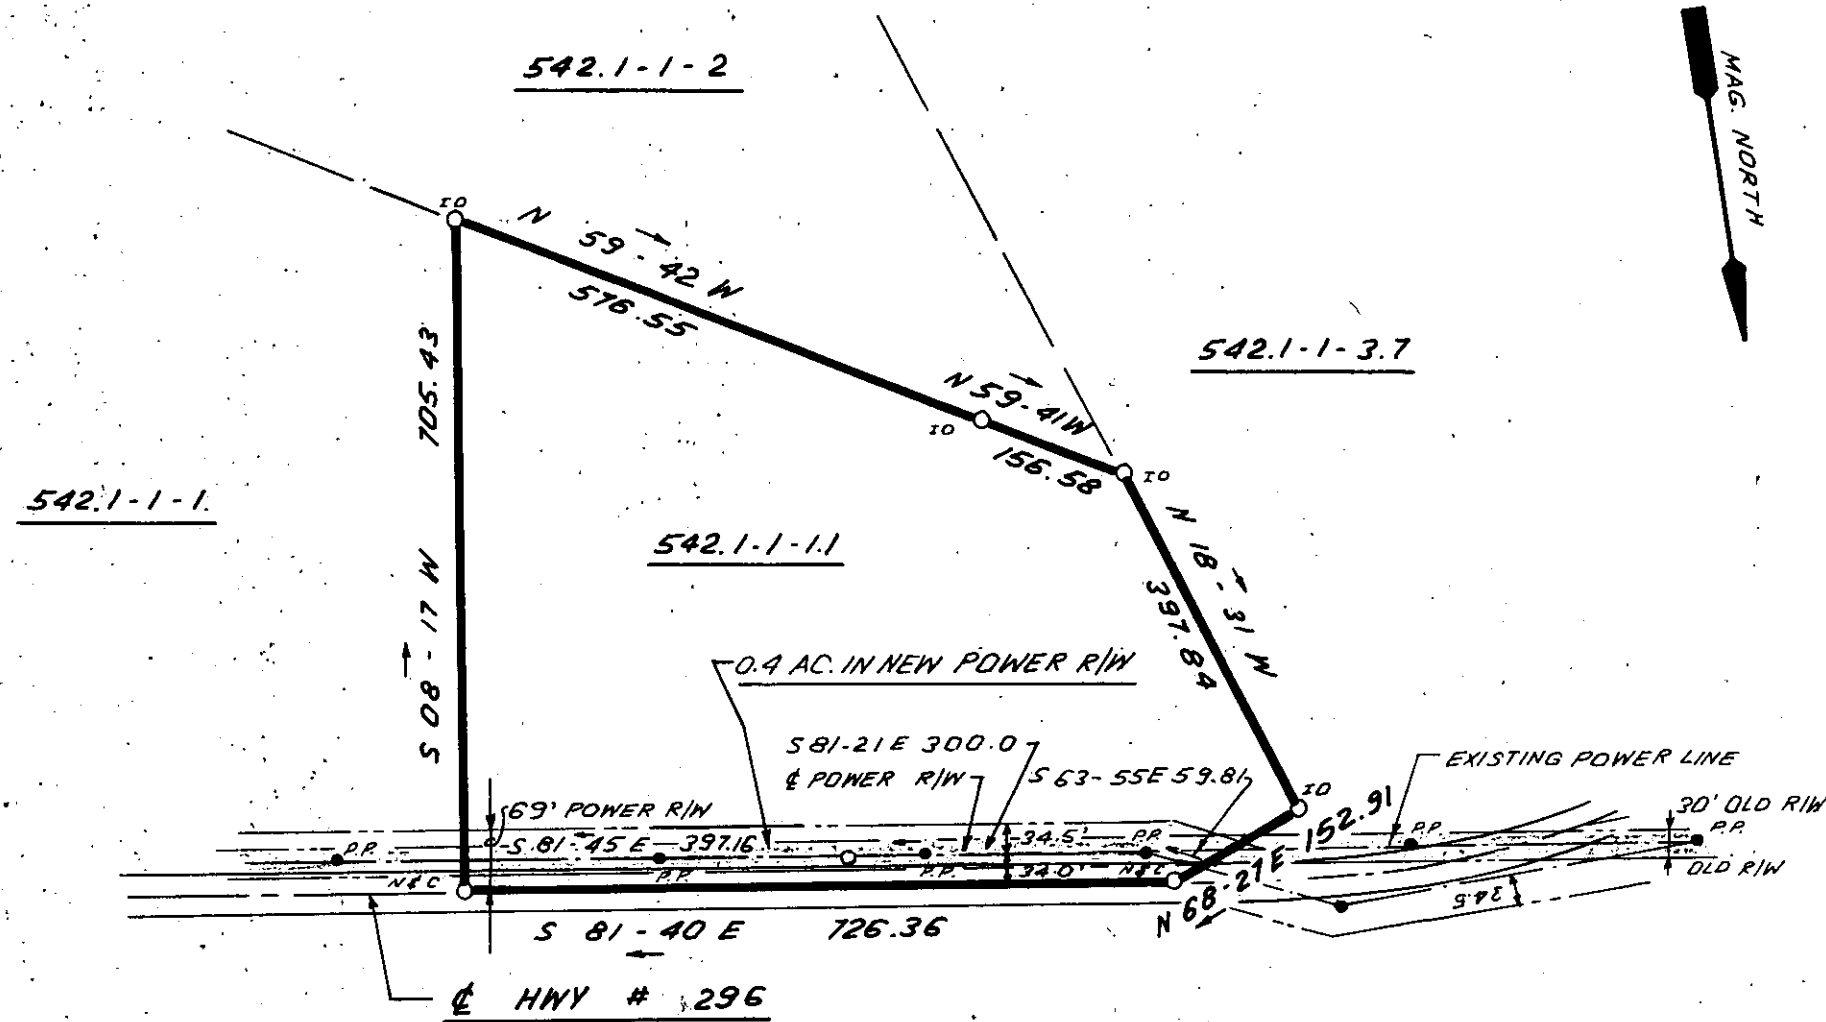 542.1-1-2
MAG. NORTH
IO
N 59-42 W
576.55
705.43
S 08-17 W
N 59-41W
IO
156.58
IO
542.1-1-3.7
542.1-1-1.
542.1-1-1.1
N 18-31 W
397.84
0.4 AC. IN NEW POWER R/W
S 81-21 E 300.0
℄ POWER R/W
S 63-55E 59.81
IO
EXISTING POWER LINE
N 68-27 E 152.91
30' OLD R/W
P.P.
P.P.
OLD R/W
69' POWER R/W
S 81-45 E 397.16
P.P.
34.5'
P.P.
N&C
P.P.
P.P.
34.0'
N&C
34.5
S 81-40 E 726.36
℄ HWY # 296